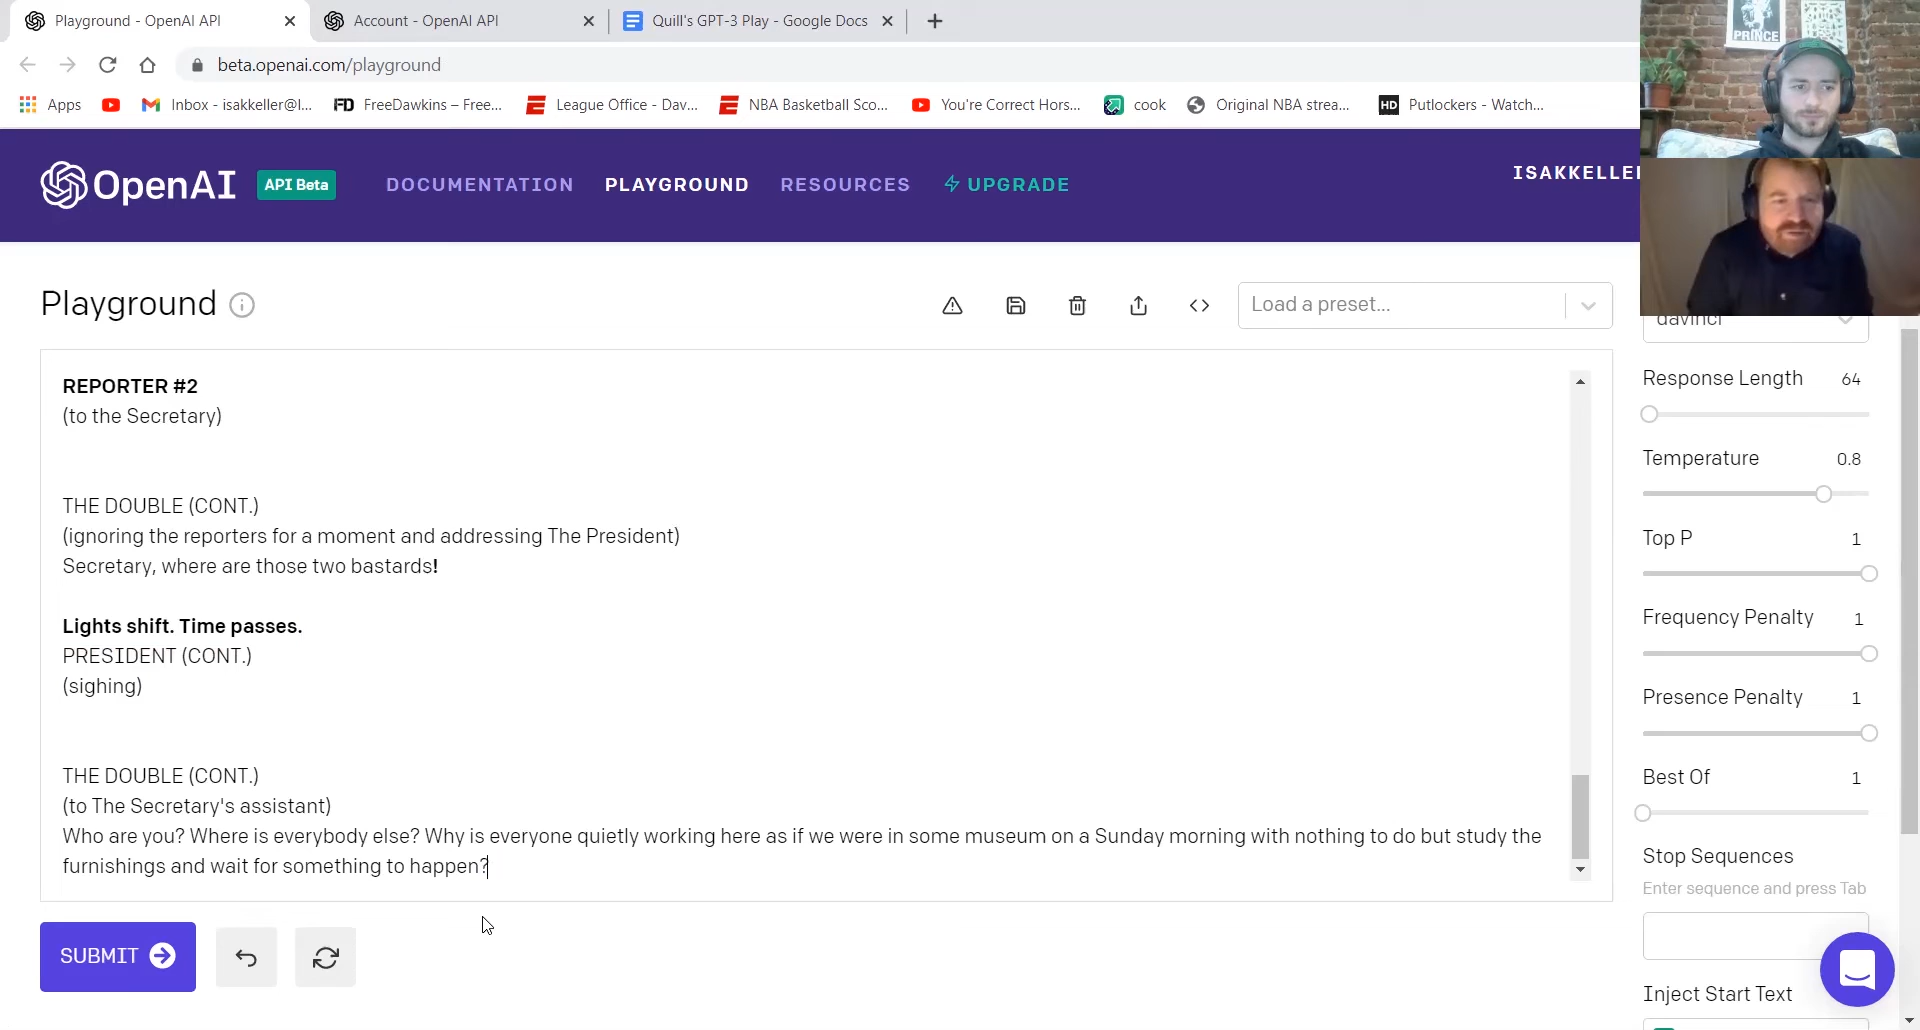 Playground - OpenAI API
Account - OpenAI API
Quill's GPT-3 Play - Google Docs
beta.openai.com/playground
Apps
Inbox - isakkeller@l...
FD FreeDawkins – Free...
League Office - Dav...
NBA Basketball Sco...
You're Correct Hors...
cook
Original NBA strea...
HD Putlockers - Watch...
PRINCE
OpenAI
API Beta
DOCUMENTATION
PLAYGROUND
RESOURCES
UPGRADE
ISAKKELLE
Playground
Load a preset...
davinci
REPORTER #2
(to the Secretary)
THE DOUBLE (CONT.)
(ignoring the reporters for a moment and addressing The President)
Secretary, where are those two bastards!
Lights shift. Time passes.
PRESIDENT (CONT.)
(sighing)
THE DOUBLE (CONT.)
(to The Secretary's assistant)
Who are you? Where is everybody else? Why is everyone quietly working here as if we were in some museum on a Sunday morning with nothing to do but study the
furnishings and wait for something to happen?
SUBMIT
Response Length 64
Temperature 0.8
Top P 1
Frequency Penalty 1
Presence Penalty 1
Best Of 1
Stop Sequences
Enter sequence and press Tab
Inject Start Text